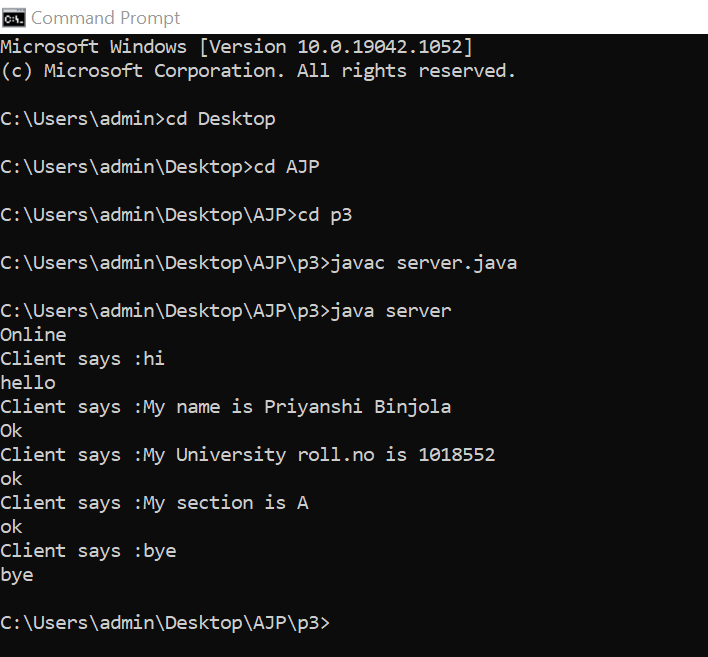 Command Prompt
Microsoft Windows [Version 10.0.19042.1052]
(c) Microsoft Corporation. All rights reserved.
C:\Users\admin>cd Desktop
C:\Users\admin\Desktop>cd AJP
C:\Users\admin\Desktop\AJP>cd p3
C:\Users\admin\Desktop\AJP\p3>javac server.java
C:\Users\admin\Desktop\AJP\p3>java server
Online
Client says :hi
hello
Client says :My name is Priyanshi Binjola
Ok
Client says :My University roll.no is 1018552
ok
Client says :My section is A
ok
Client says :bye
bye
C:\Users\admin\Desktop\AJP\p3>